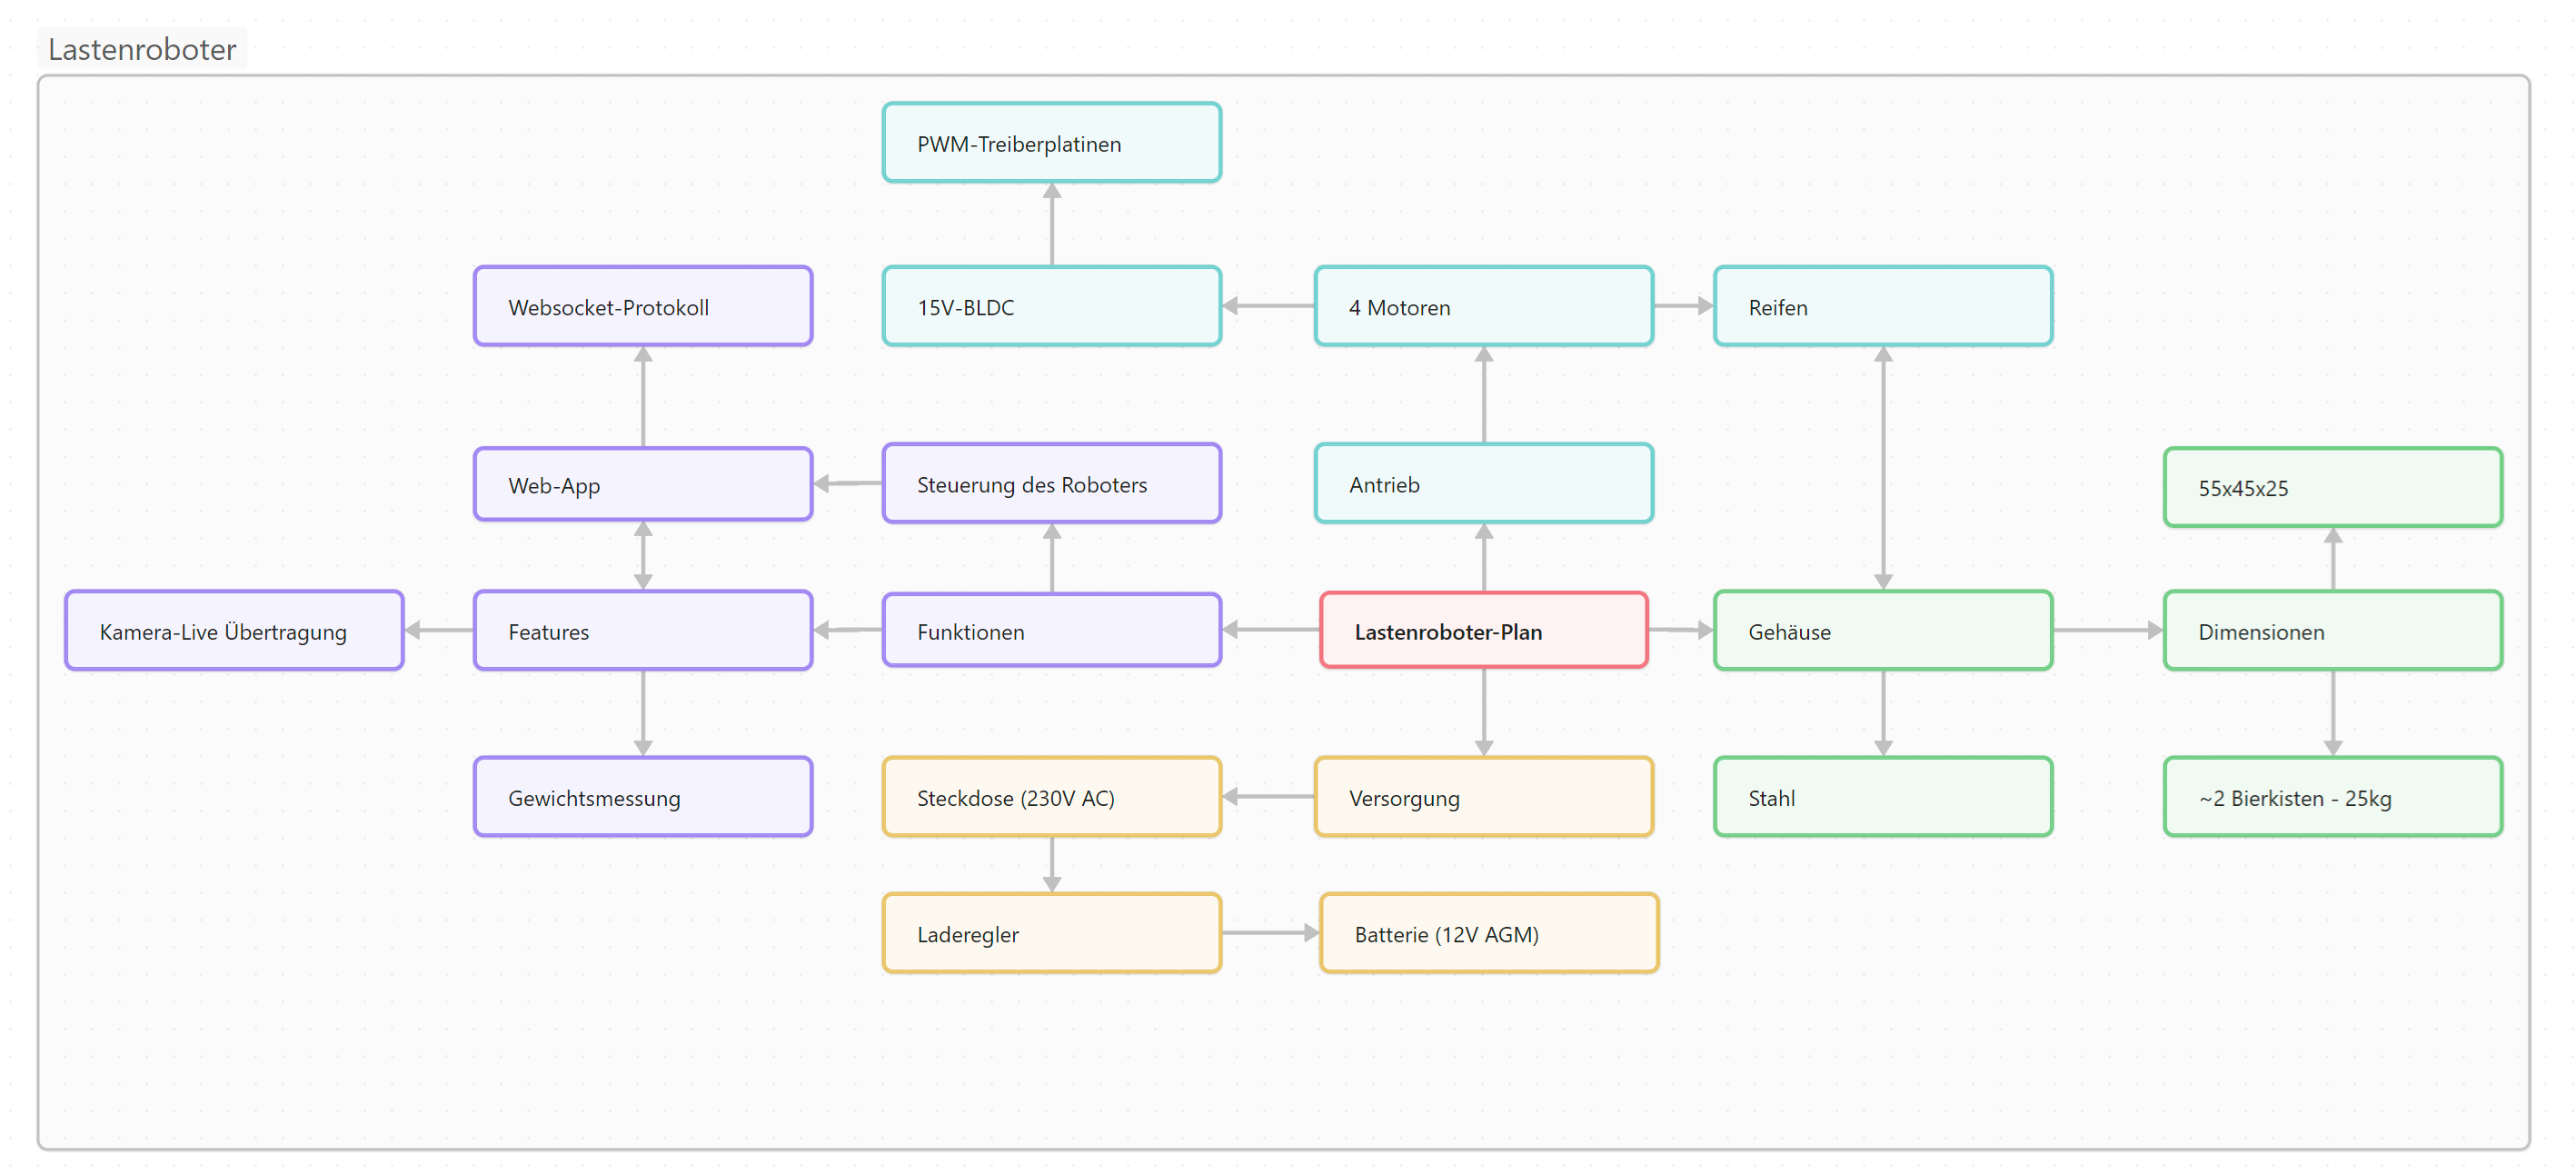 Lastenroboter
PWM-Treiberplatinen
Websocket-Protokoll
15V-BLDC
4 Motoren
Reifen
Web-App
Steuerung des Roboters
Antrieb
55x45x25
Kamera-Live Übertragung
Features
Funktionen
Lastenroboter-Plan
Gehäuse
Dimensionen
Gewichtsmessung
Steckdose (230V AC)
Versorgung
Stahl
~2 Bierkisten - 25kg
Laderegler
Batterie (12V AGM)